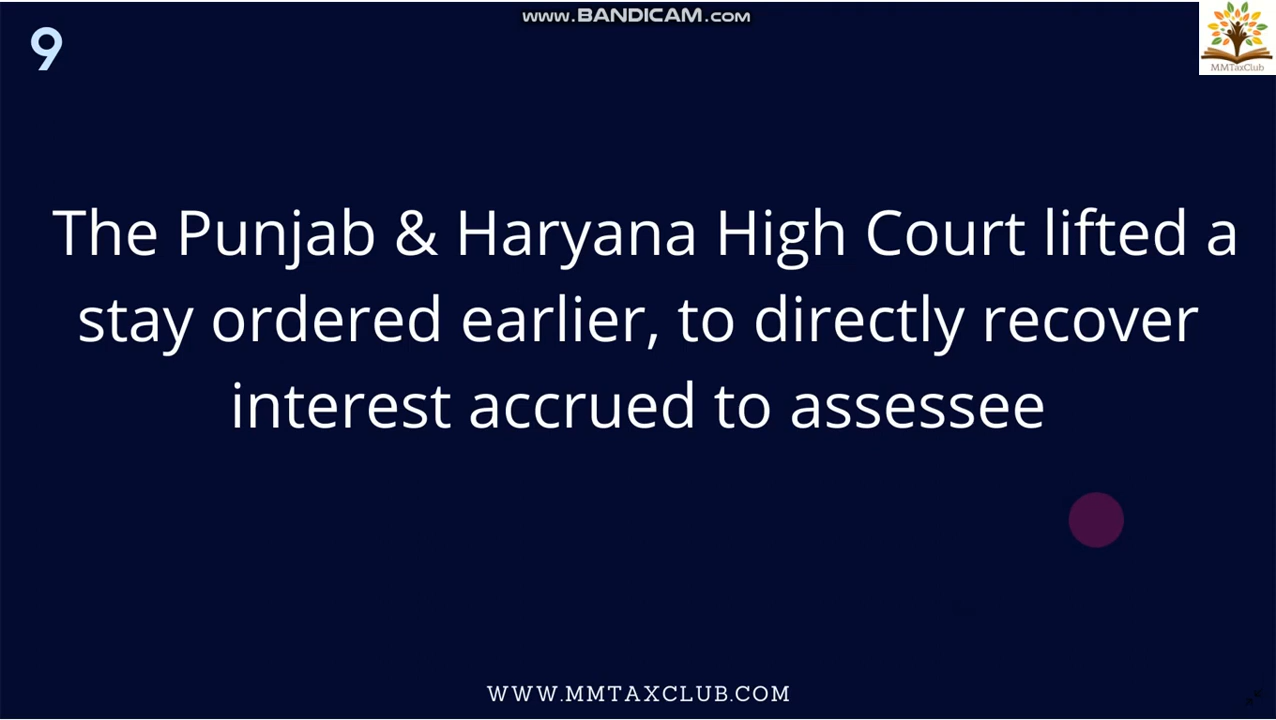 www.BANDICAM.com
9
MMTaxClub
The Punjab & Haryana High Court lifted a
stay ordered earlier, to directly recover
interest accrued to assessee
WWW.MMTAXCLUB.COM